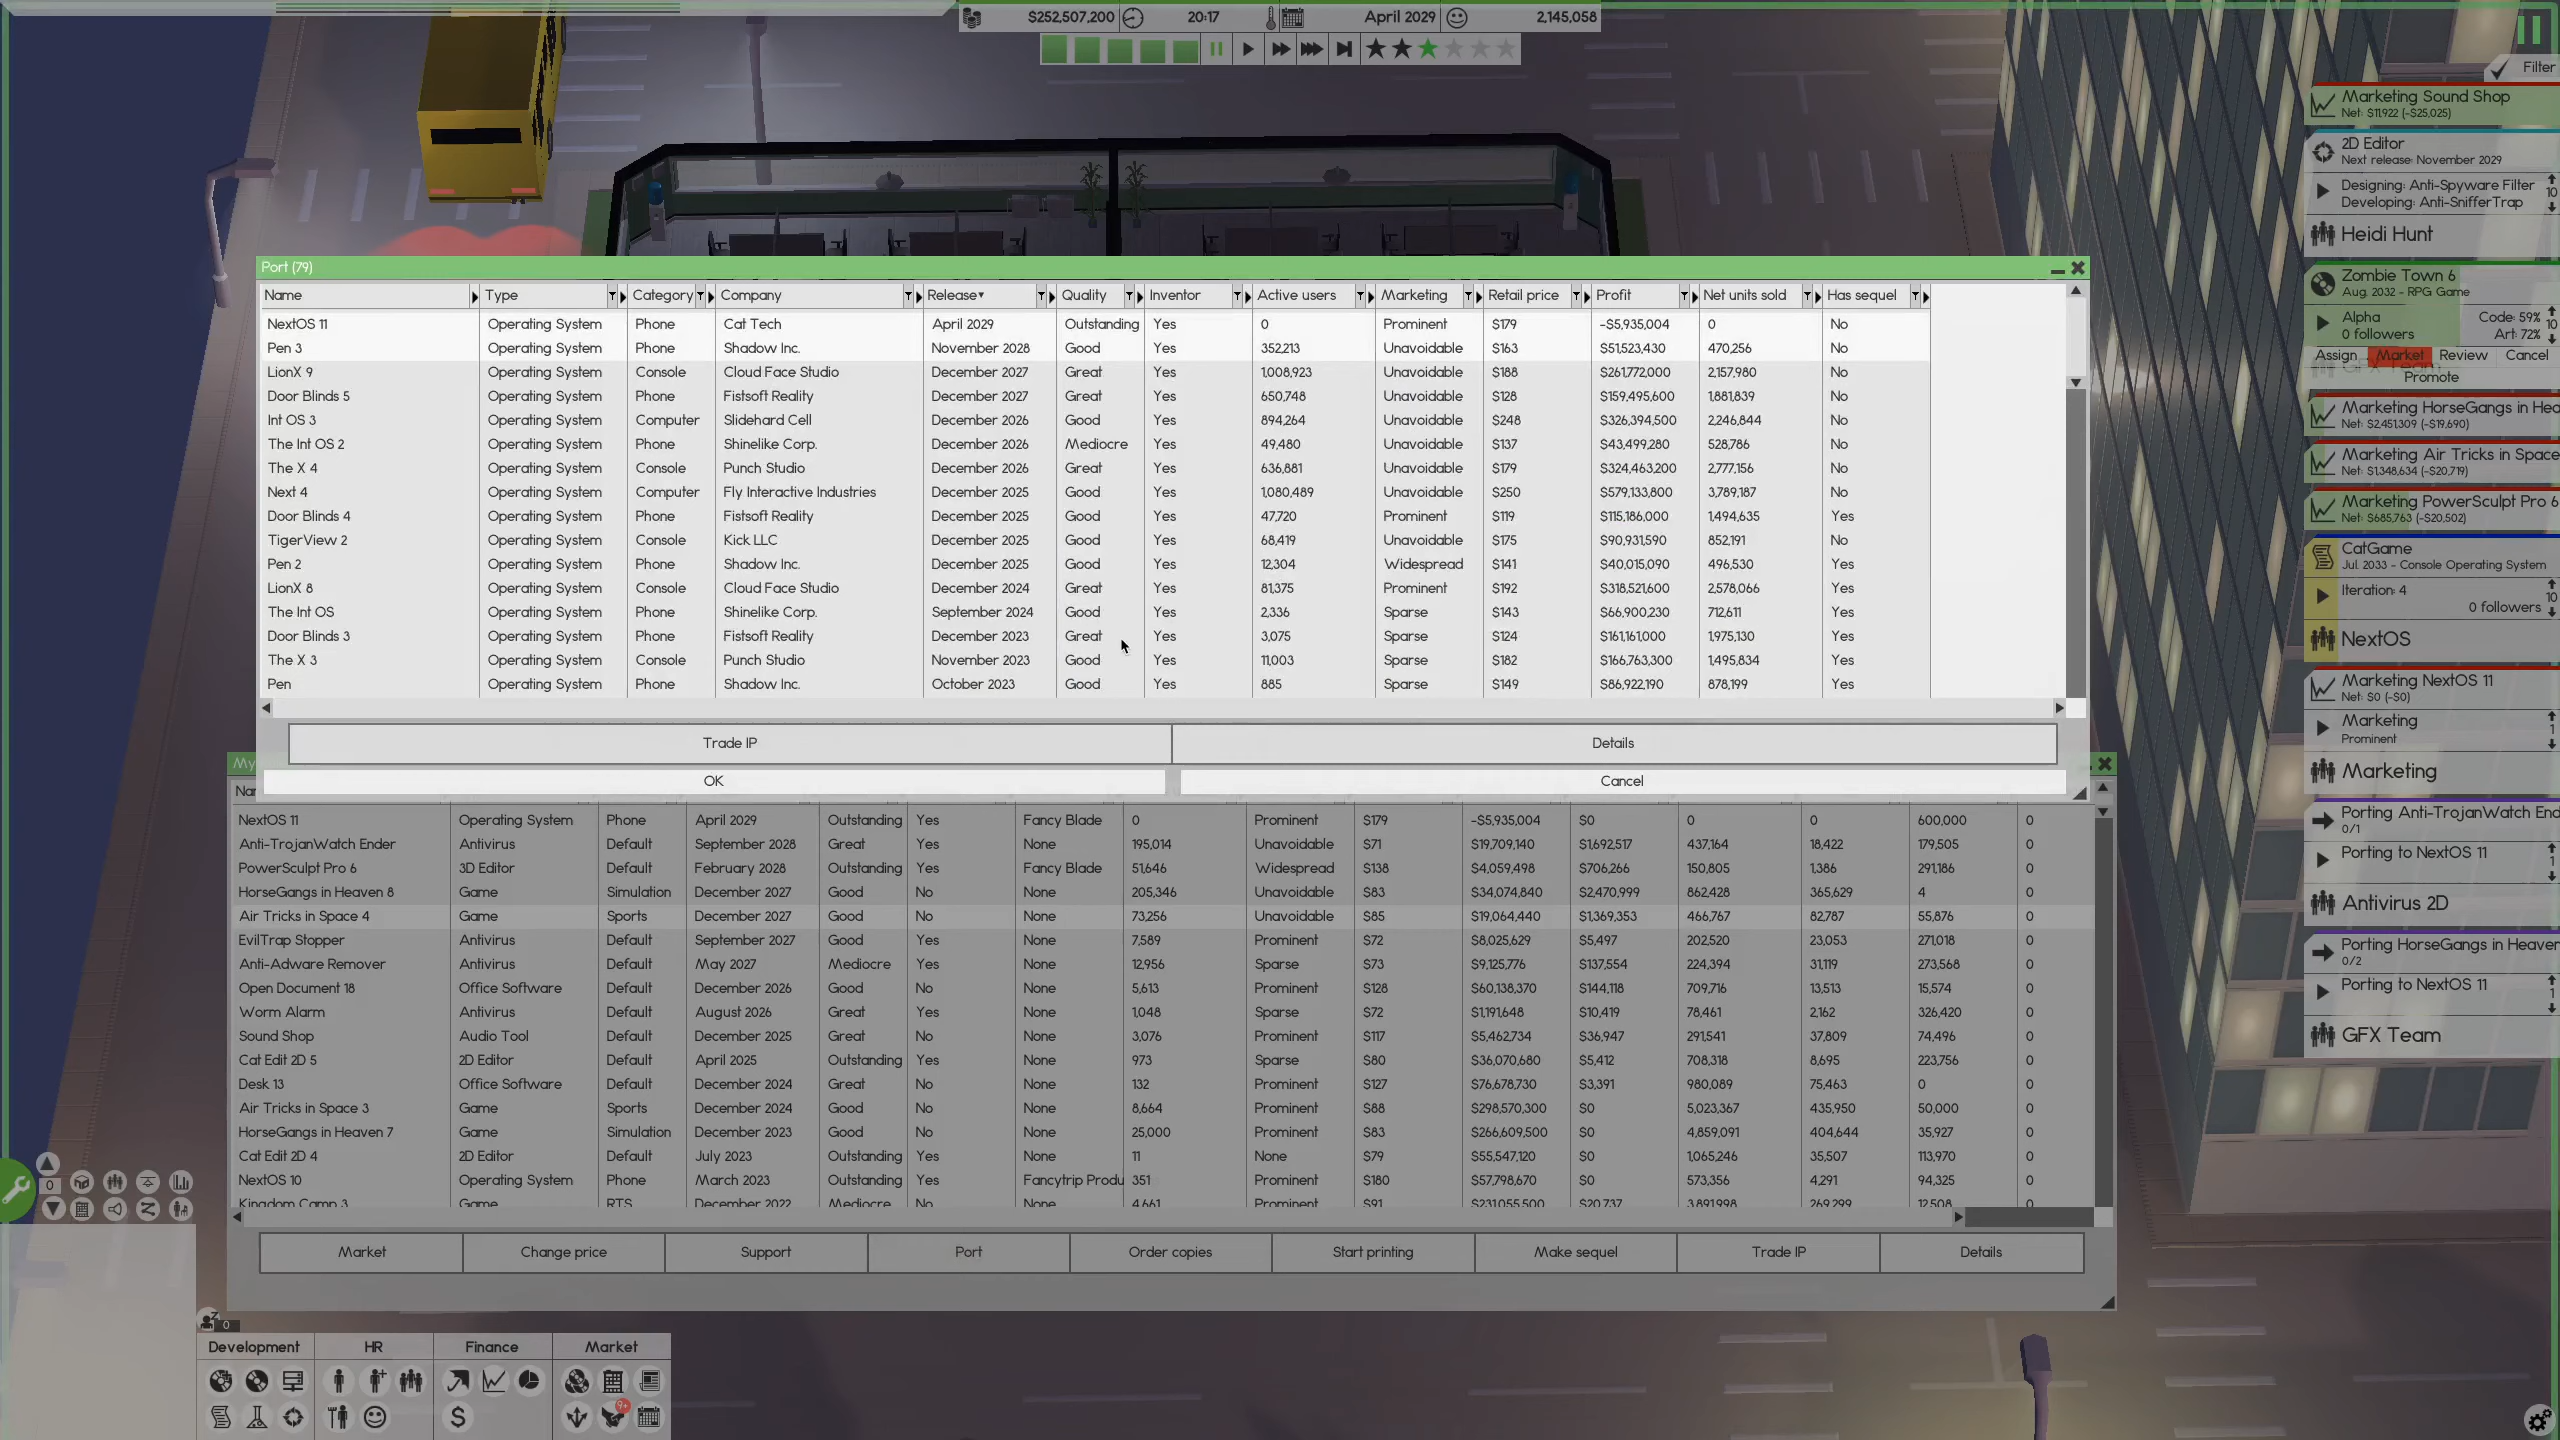 $252,507,200 20:17 April 2029 2,145,058
Filter
Port (79)
Name Type Category Company Release Quality Inventor Active users Marketing Retail price Profit Net units sold Has sequel
NextOS 11 Operating System Phone Cat Tech April 2029 Outstanding Yes 0 Prominent $179 -$5,935,004 0 No
Pen 3 Operating System Phone Shadow Inc. November 2028 Good Yes 352,213 Unavoidable $163 $51,523,430 470,256 No
LionX 9 Operating System Console Cloud Face Studio December 2027 Great Yes 1,008,923 Unavoidable $188 $261,772,000 2,157,980 No
Door Blinds 5 Operating System Phone Fistsoft Reality December 2027 Great Yes 650,748 Unavoidable $128 $159,495,600 1,881,839 No
Int OS 3 Operating System Computer Slidehard Cell December 2026 Good Yes 894,264 Unavoidable $248 $326,394,500 2,246,844 No
The Int OS 2 Operating System Phone Shinelike Corp. December 2026 Mediocre Yes 49,480 Unavoidable $137 $43,499,280 528,786 No
The X 4 Operating System Console Punch Studio December 2026 Great Yes 636,881 Unavoidable $179 $324,463,200 2,777,156 No
Next 4 Operating System Computer Fly Interactive Industries December 2025 Good Yes 1,080,489 Unavoidable $250 $579,133,800 3,789,187 No
Door Blinds 4 Operating System Phone Fistsoft Reality December 2025 Good Yes 47,720 Prominent $119 $115,186,000 1,494,635 Yes
TigerView 2 Operating System Console Kick LLC December 2025 Good Yes 68,419 Unavoidable $175 $90,931,590 852,191 No
Pen 2 Operating System Phone Shadow Inc. December 2025 Good Yes 12,304 Widespread $141 $40,015,090 496,530 Yes
LionX 8 Operating System Console Cloud Face Studio December 2024 Great Yes 81,375 Prominent $192 $318,521,600 2,578,066 Yes
The Int OS Operating System Phone Shinelike Corp. September 2024 Good Yes 2,336 Sparse $143 $66,900,230 712,611 Yes
Door Blinds 3 Operating System Phone Fistsoft Reality December 2023 Great Yes 3,075 Sparse $124 $161,161,000 1,975,130 Yes
The X 3 Operating System Console Punch Studio November 2023 Good Yes 11,003 Sparse $182 $166,763,300 1,495,834 Yes
Pen Operating System Phone Shadow Inc. October 2023 Good Yes 885 Sparse $149 $86,922,190 878,199 Yes
Trade IP Details
OK Cancel
My
Nar
NextOS 11 Operating System Phone April 2029 Outstanding Yes Fancy Blade 0 Prominent $179 -$5,935,004 $0 0 0 600,000 0
Anti-TrojanWatch Ender Antivirus Default September 2028 Great Yes None 195,014 Unavoidable $71 $19,709,140 $1,692,517 437,164 18,422 179,505 0
PowerSculpt Pro 6 3D Editor Default February 2028 Outstanding Yes Fancy Blade 51,646 Widespread $138 $4,059,498 $706,266 150,805 1,386 291,186 0
HorseGangs in Heaven 8 Game Simulation December 2027 Good No None 205,346 Unavoidable $83 $34,074,840 $2,470,999 862,428 365,629 4 0
Air Tricks in Space 4 Game Sports December 2027 Good No None 73,256 Unavoidable $85 $19,064,440 $1,369,353 466,767 82,787 55,876 0
EvilTrap Stopper Antivirus Default September 2027 Good Yes None 7,589 Prominent $72 $8,025,629 $5,497 202,520 23,053 271,018 0
Anti-Adware Remover Antivirus Default May 2027 Mediocre Yes None 12,956 Sparse $73 $9,125,776 $137,554 224,394 31,119 273,568 0
Open Document 18 Office Software Default December 2026 Good No None 5,613 Prominent $128 $60,138,370 $144,118 709,716 13,513 15,574 0
Worm Alarm Antivirus Default August 2026 Great Yes None 1,048 Sparse $72 $1,191,648 $10,419 78,461 2,162 326,420 0
Sound Shop Audio Tool Default December 2025 Great No None 3,076 Prominent $117 $5,462,734 $36,947 291,541 37,809 74,496 0
Cat Edit 2D 5 2D Editor Default April 2025 Outstanding Yes None 973 Sparse $80 $36,070,680 $5,412 708,318 8,695 223,756 0
Desk 13 Office Software Default December 2024 Great No None 132 Prominent $127 $76,678,730 $3,391 980,089 75,463 0 0
Air Tricks in Space 3 Game Sports December 2024 Good No None 8,664 Prominent $88 $298,570,300 $0 5,023,367 435,950 50,000 0
HorseGangs in Heaven 7 Game Simulation December 2023 Good No None 25,000 Prominent $83 $266,609,500 $0 4,859,091 404,644 35,927 0
Cat Edit 2D 4 2D Editor Default July 2023 Outstanding Yes None 11 None $79 $55,547,120 $0 1,065,246 35,507 113,970 0
NextOS 10 Operating System Phone March 2023 Outstanding Yes Fancytrip Produ 351 Prominent $180 $57,798,670 $0 573,356 4,291 94,325 0
Kingdom Camp 3 Game RTS December 2022 Mediocre No None 4,661 Prominent $91 $231,055,500 $20,737 3,891,998 269,299 12,508 0
Market Change price Support Port Order copies Start printing Make sequel Trade IP Details
Marketing Sound Shop
Net: $11,922 (-$25,025)
2D Editor
Next release: November 2029
Designing: Anti-Spyware Filter
Developing: Anti-SnifferTrap
10
Heidi Hunt
Zombie Town 6
Aug. 2032 - RPG Game
Alpha Code: 59%
0 followers Art: 72%
10
Assign Market Review Cancel
Promote
Marketing HorseGangs in Hea
Net: $2,451,309 (-$19,690)
Marketing Air Tricks in Space
Net: $1,348,634 (-$20,719)
Marketing PowerSculpt Pro 6
Net: $685,763 (-$20,502)
CatGame
Jul. 2033 - Console Operating System
Iteration: 4
10
0 followers
NextOS
Marketing NextOS 11
Net: $0 (-$0)
Marketing
Prominent
1
Marketing
Porting Anti-TrojanWatch End
0/1
Porting to NextOS 11
1
Antivirus 2D
Porting HorseGangs in Heaven
0/2
Porting to NextOS 11
1
GFX Team
0
z
0
Development HR Finance Market
9+